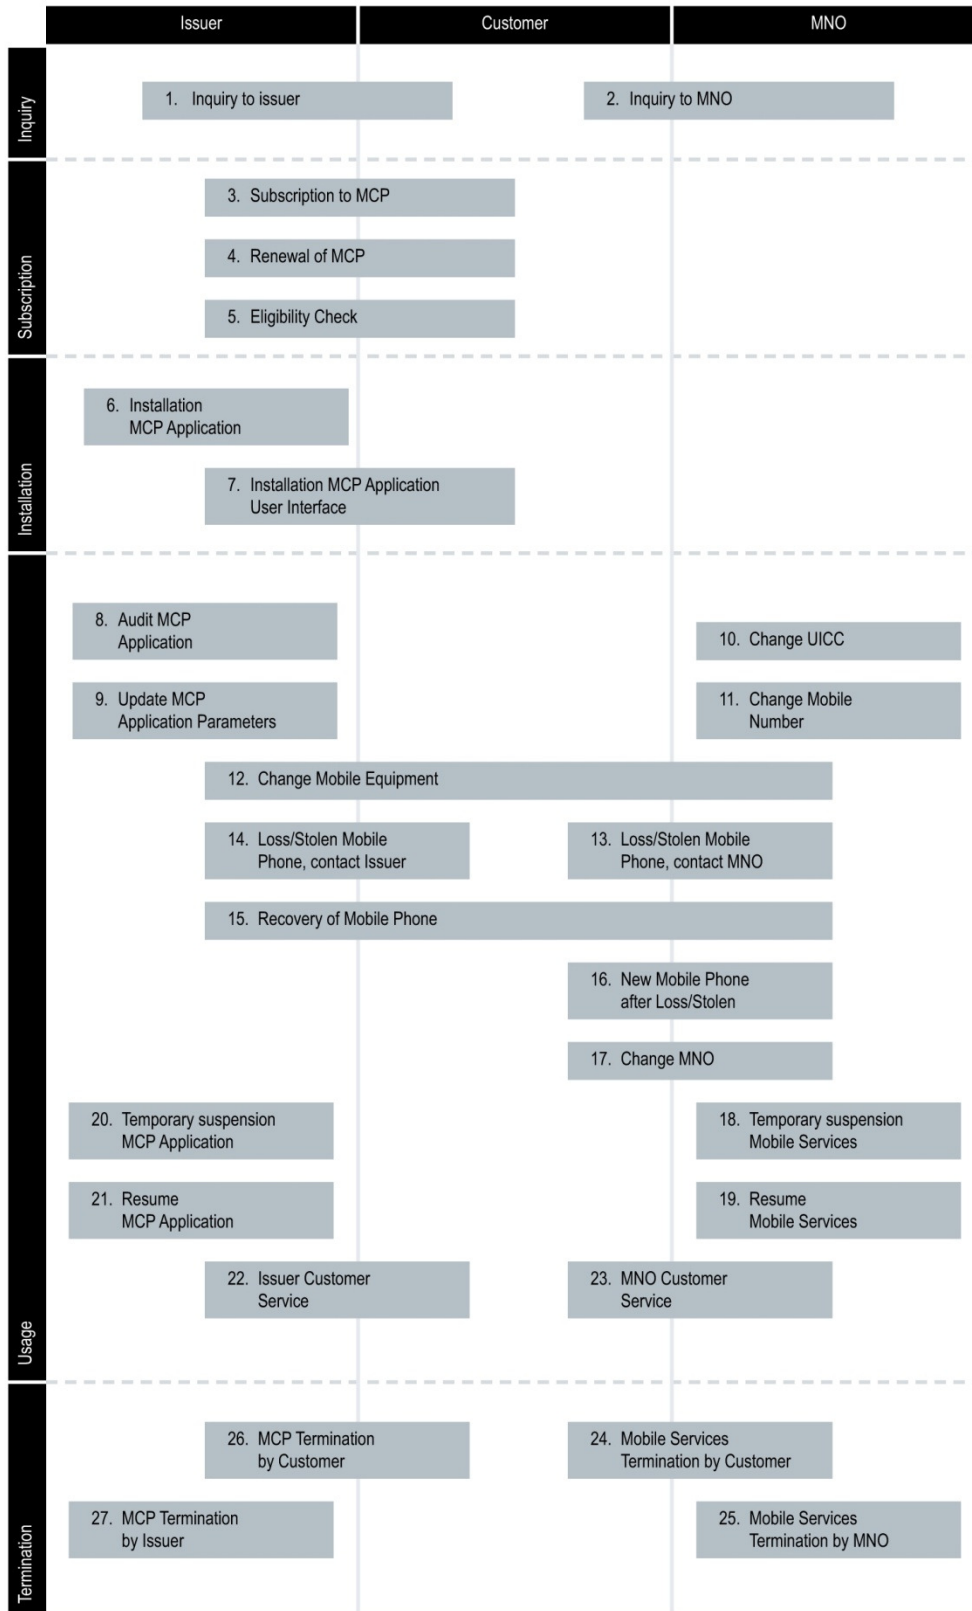 Issuer
Customer
MNO
Inquiry
1. Inquiry to issuer
2. Inquiry to MNO
Subscription
3. Subscription to MCP
4. Renewal of MCP
5. Eligibility Check
Installation
6. Installation
MCP Application
7. Installation MCP Application
User Interface
Usage
8. Audit MCP
Application
10. Change UICC
9. Update MCP
Application Parameters
11. Change Mobile
Number
12. Change Mobile Equipment
14. Loss/Stolen Mobile
Phone, contact Issuer
13. Loss/Stolen Mobile
Phone, contact MNO
15. Recovery of Mobile Phone
16. New Mobile Phone
after Loss/Stolen
17. Change MNO
20. Temporary suspension
MCP Application
18. Temporary suspension
Mobile Services
21. Resume
MCP Application
19. Resume
Mobile Services
22. Issuer Customer
Service
23. MNO Customer
Service
Termination
26. MCP Termination
by Customer
24. Mobile Services
Termination by Customer
27. MCP Termination
by Issuer
25. Mobile Services
Termination by MNO